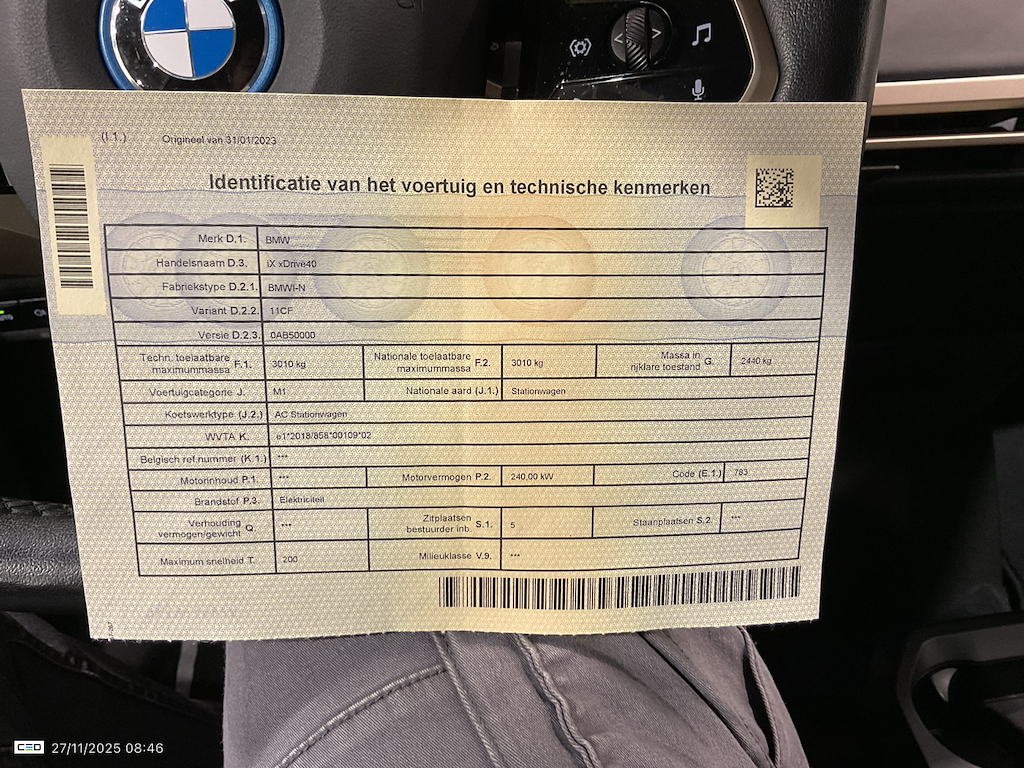 (I.1.) Origineel van 31/01/2023
Identificatie van het voertuig en technische kenmerken
Merk D.1. BMW
Handelsnaam D.3. iX xDrive40
Fabriekstype D.2.1. BMWI-N
Variant D.2.2. 11CF
Versie D.2.3. 0AB50000
Techn. toelaatbare maximummassa F.1. 3010 kg Nationale toelaatbare maximummassa F.2. 3010 kg Massa in rijklare toestand G. 2440 kg
Voertuigcategorie J. M1 Nationale aard (J.1.) Stationwagen
Koetswerktype (J.2.) AC Stationwagen
WVTA K. e1*2018/858*00109*02
Belgisch ref.nummer (K.1.) ***
Motorinhoud P.1. *** Motorvermogen P.2. 240,00 kW Code (E.1.) 783
Brandstof P.3. Elektriciteit
Verhouding vermogen/gewicht Q. *** Zitplaatsen bestuurder inb. S.1. 5 Staanplaatsen S.2. ***
Maximum snelheid T. 200 Milieuklasse V.9. ***
CEO 27/11/2025 08:46